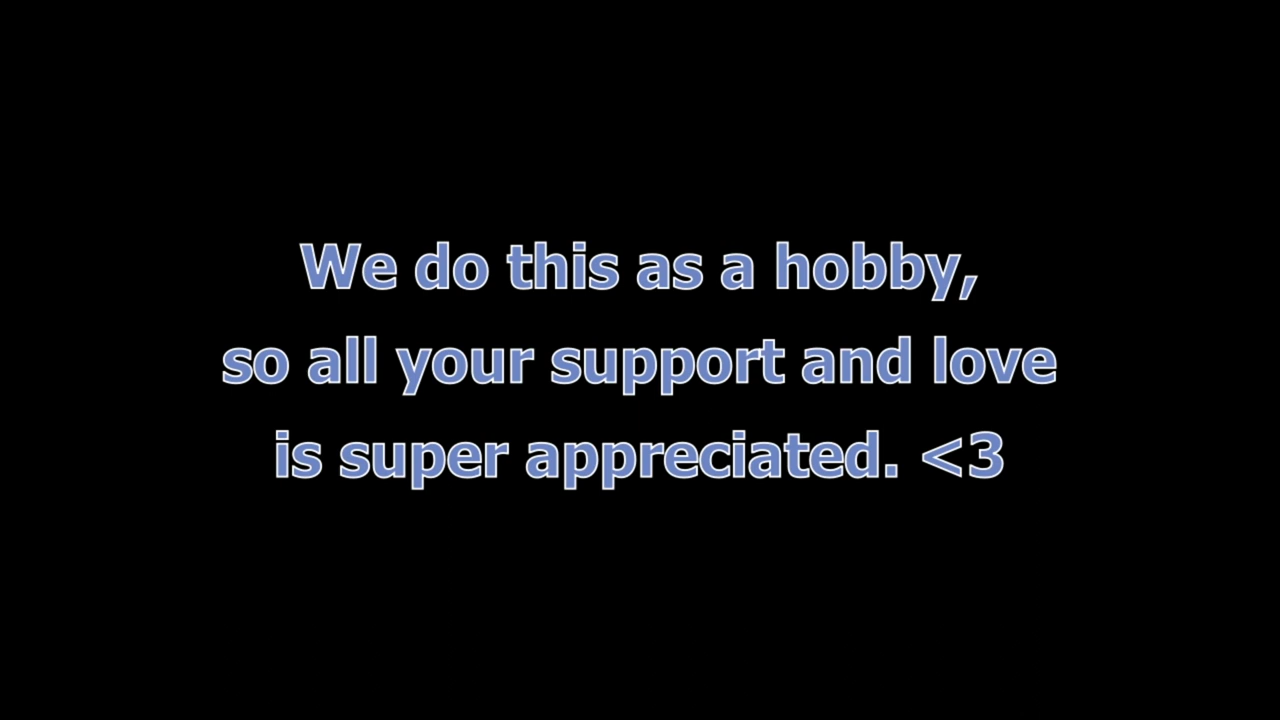 We do this as a hobby,
so all your support and love
is super appreciated. <3